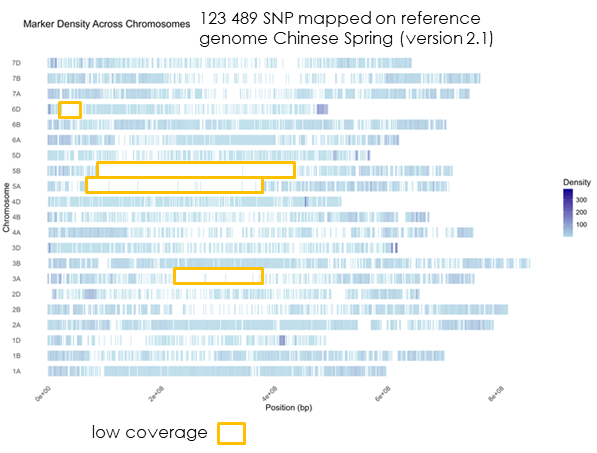 Marker Density Across Chromosomes
123 489 SNP mapped on reference
genome Chinese Spring (version 2.1)
7D
7B
7A
6D
6B
6A
5D
5B
5A
4D
4B
4A
3D
3B
3A
2D
2B
2A
1D
1B
1A
Chromosome
0e+00
2e+08
4e+08
6e+08
8e+08
Position (bp)
Density
300
200
100
low coverage